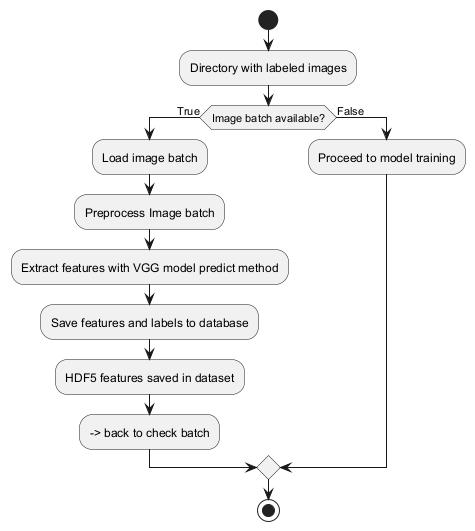 Directory with labeled images
Image batch available?
True
False
Load image batch
Proceed to model training
Preprocess Image batch
Extract features with VGG model predict method
Save features and labels to database
HDF5 features saved in dataset
-> back to check batch